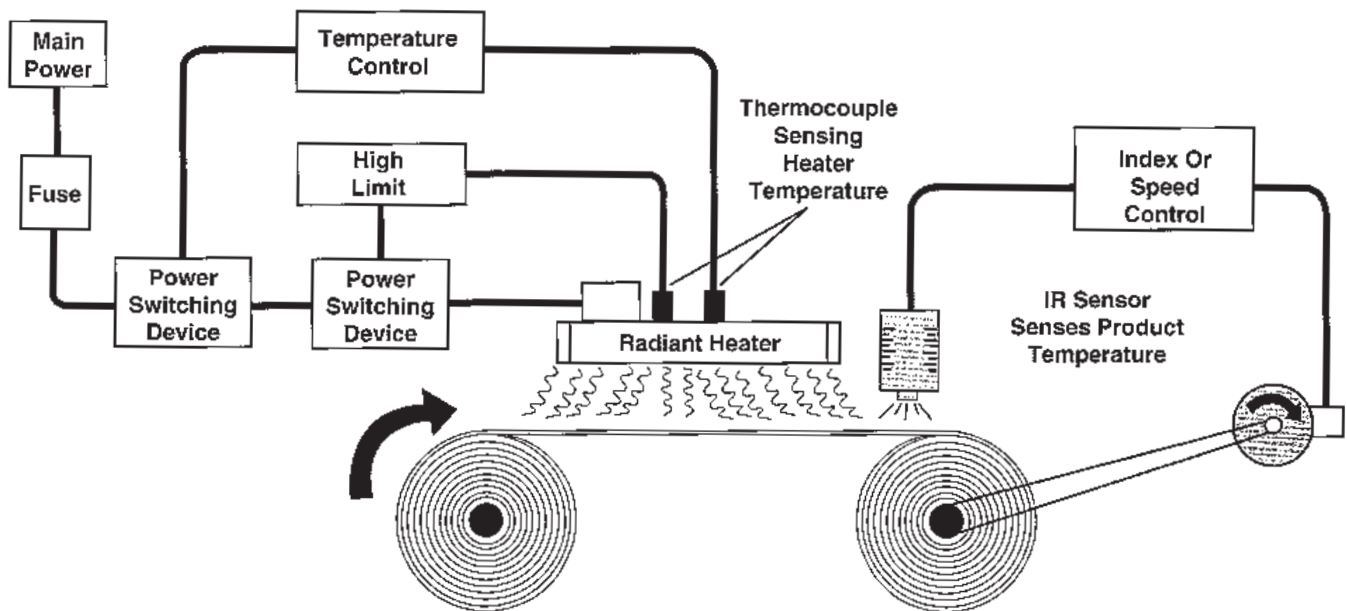 Main
Power
Temperature
Control
Thermocouple
Sensing
Heater
Temperature
High
Limit
Index Or
Speed
Control
Fuse
Power
Switching
Device
Power
Switching
Device
IR Sensor
Senses Product
Temperature
Radiant Heater